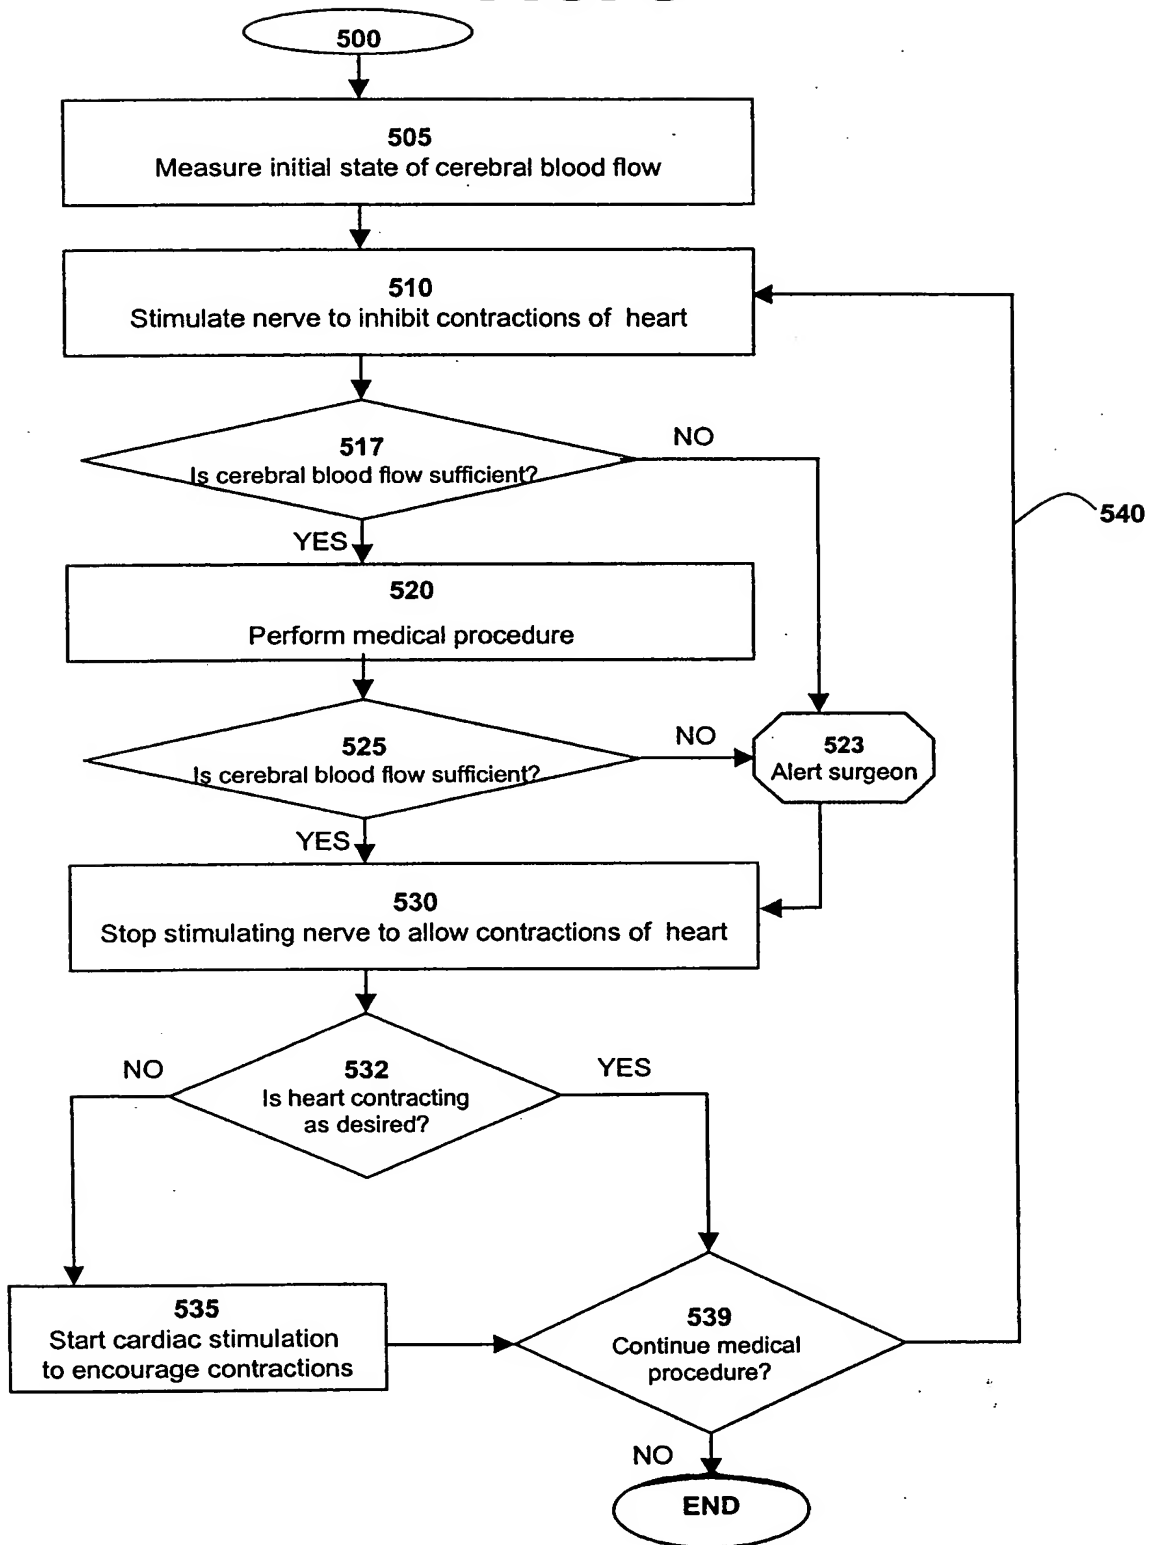 500
505
Measure initial state of cerebral blood flow
510
Stimulate nerve to inhibit contractions of heart
517
Is cerebral blood flow sufficient?
NO
540
YES
520
Perform medical procedure
525
Is cerebral blood flow sufficient?
NO
523
Alert surgeon
YES
530
Stop stimulating nerve to allow contractions of heart
NO
532
Is heart contracting
as desired?
YES
535
Start cardiac stimulation
to encourage contractions
539
Continue medical
procedure?
NO
END